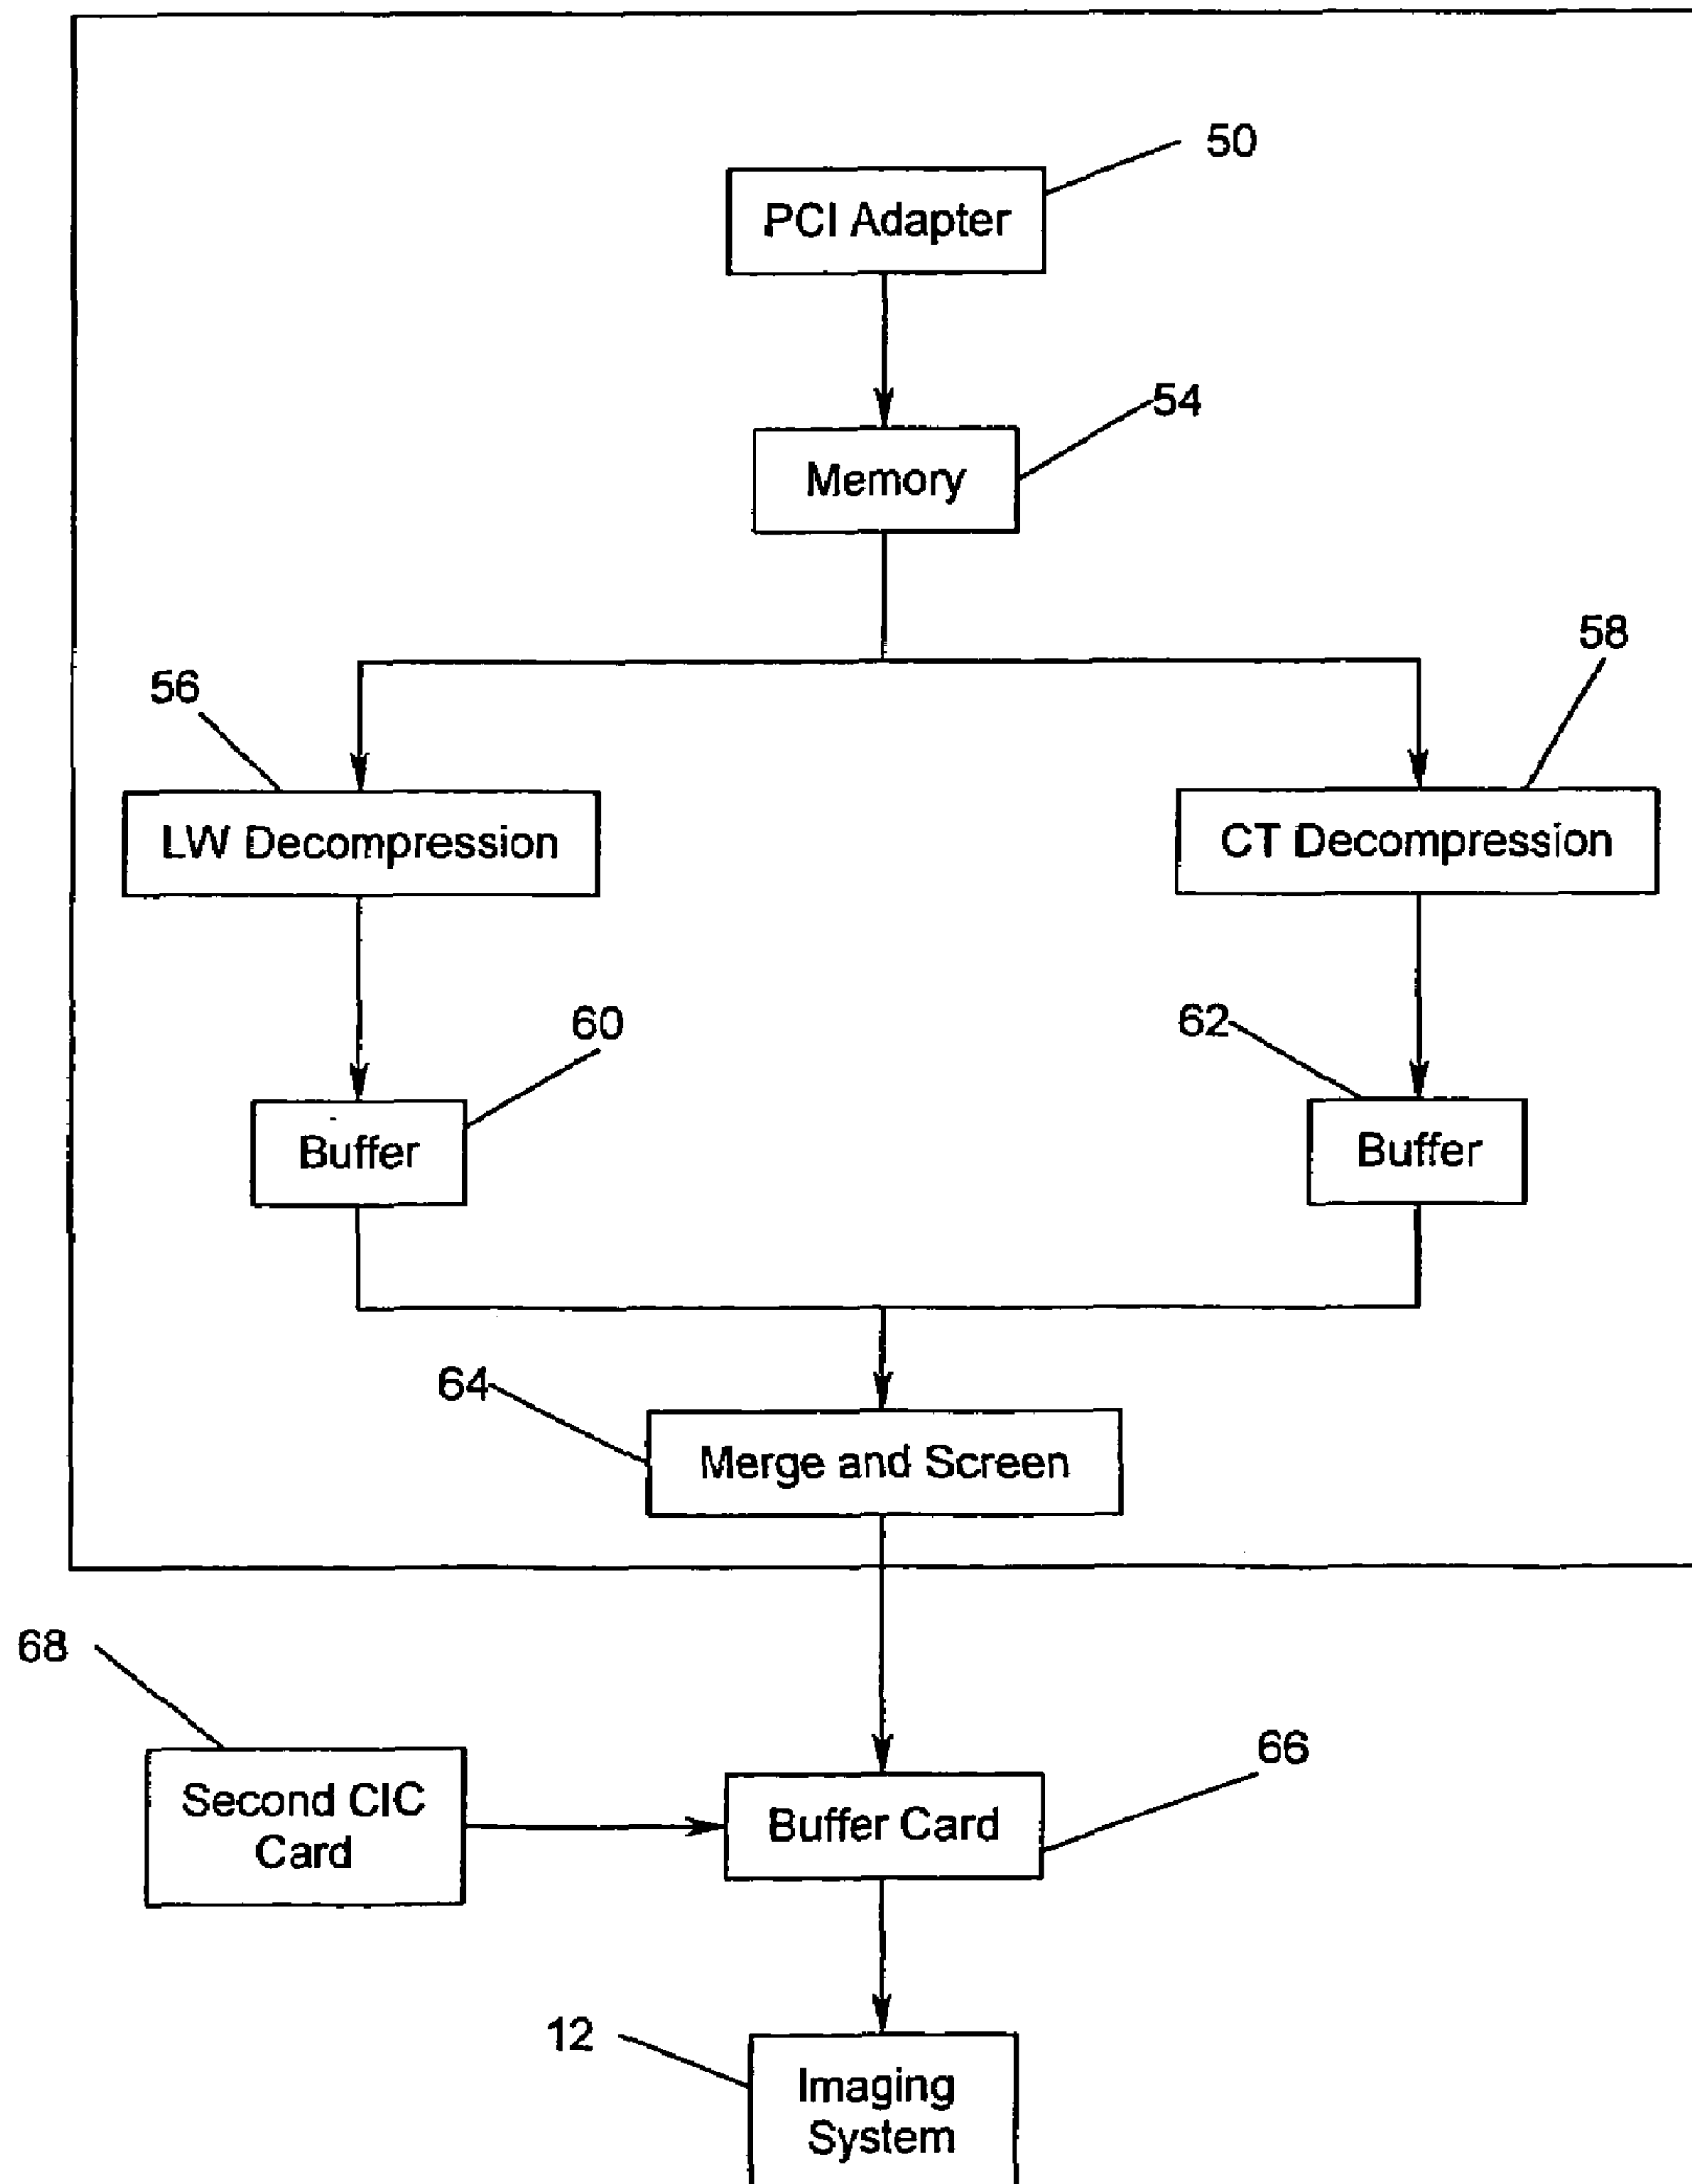 50
PCI Adapter
54
Memory
58
56
LW Decompression
CT Decompression
60
62
Buffer
Buffer
64
Merge and Screen
68
66
Second CIC
Card
Buffer Card
12
Imaging
System